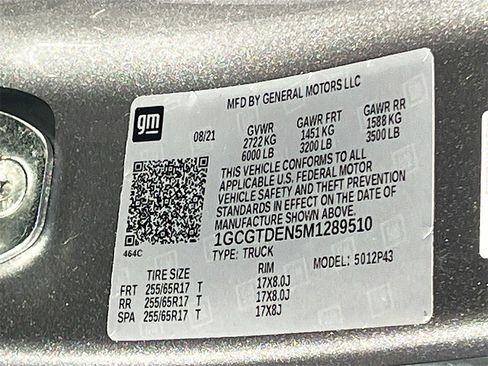 MFD BY GENERAL MOTORS LLC
gm
08/21 GVWR GAWR FRT GAWR RR
2722 KG 1451 KG 1588 KG
6000 LB 3200 LB 3500 LB
THIS VEHICLE CONFORMS TO ALL
APPLICABLE U.S. FEDERAL MOTOR
VEHICLE SAFETY AND THEFT PREVENTION
STANDARDS IN EFFECT ON THE DATE OF
MANUFACTURE SHOWN ABOVE.
1GCGTDEN5M1289510
464C
TYPE: TRUCK MODEL: 5012P43
TIRE SIZE RIM
FRT 255/65R17 T 17X8.0J
RR 255/65R17 T 17X8.0J
SPA 255/65R17 T 17X8J